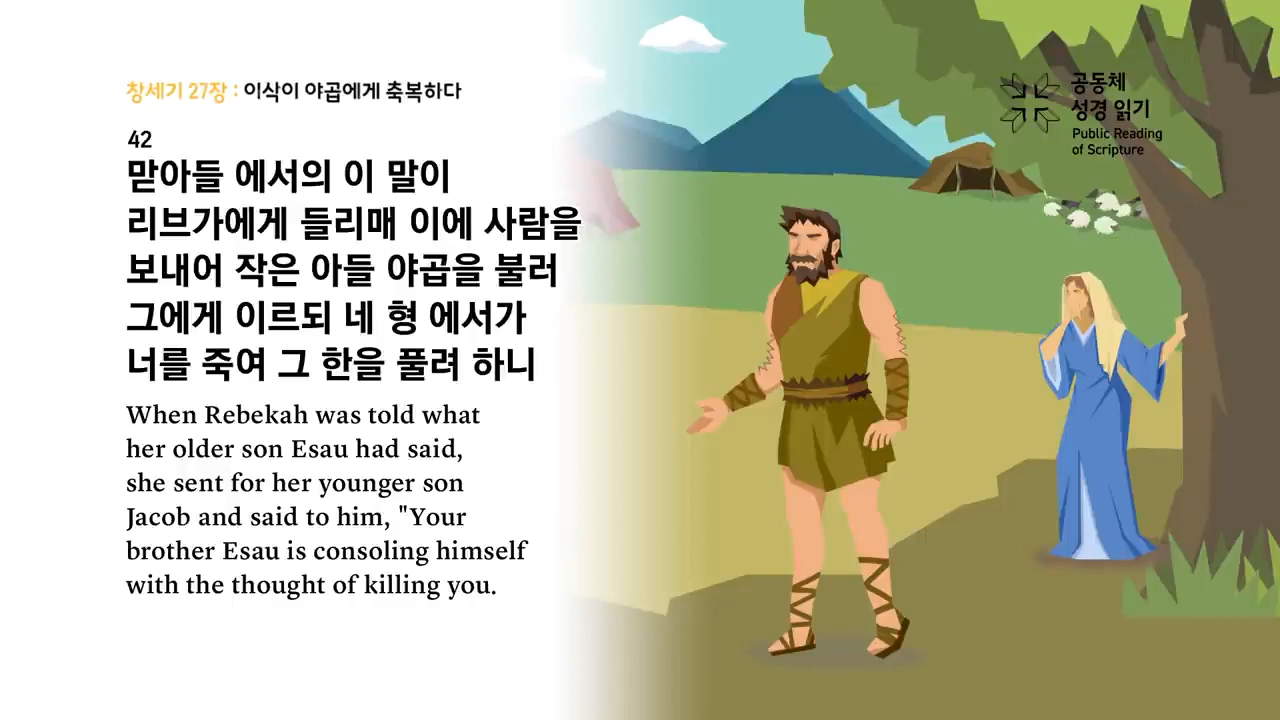 창세기 27장 : 이삭이 야곱에게 축복하다
42
맏아들 에서의 이 말이
리브가에게 들리매 이에 사람을
보내어 작은 아들 야곱을 불러
그에게 이르되 네 형 에서가
너를 죽여 그 한을 풀려 하니
When Rebekah was told what
her older son Esau had said,
she sent for her younger son
Jacob and said to him, "Your
brother Esau is consoling himself
with the thought of killing you.
공동체
성경 읽기
Public Reading
of Scripture